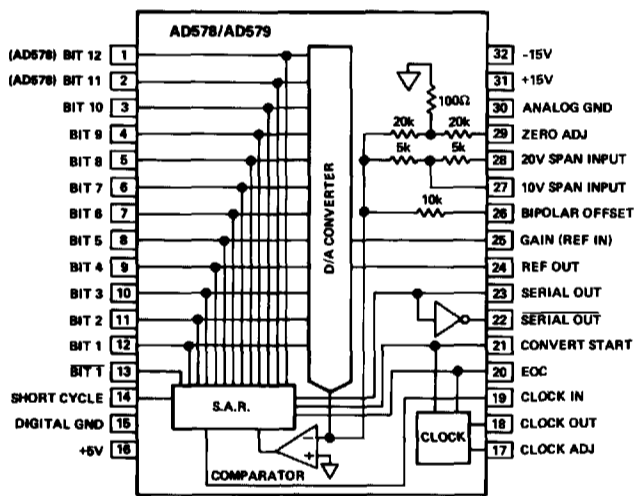 AD578/AD579
(AD578) BIT 12 1
(AD578) BIT 11 2
BIT 10 3
BIT 9 4
BIT 8 5
BIT 7 6
BIT 6 7
BIT 5 8
BIT 4 9
BIT 3 10
BIT 2 11
BIT 1 12
BIT 1 13
SHORT CYCLE 14
DIGITAL GND 15
+5V 16
D/A CONVERTER
S.A.R.
COMPARATOR
−
+
CLOCK
100Ω
20k 20k
5k 5k
10k
32 -15V
31 +15V
30 ANALOG GND
29 ZERO ADJ
28 20V SPAN INPUT
27 10V SPAN INPUT
26 BIPOLAR OFFSET
25 GAIN (REF IN)
24 REF OUT
23 SERIAL OUT
22 SERIAL OUT
21 CONVERT START
20 EOC
19 CLOCK IN
18 CLOCK OUT
17 CLOCK ADJ